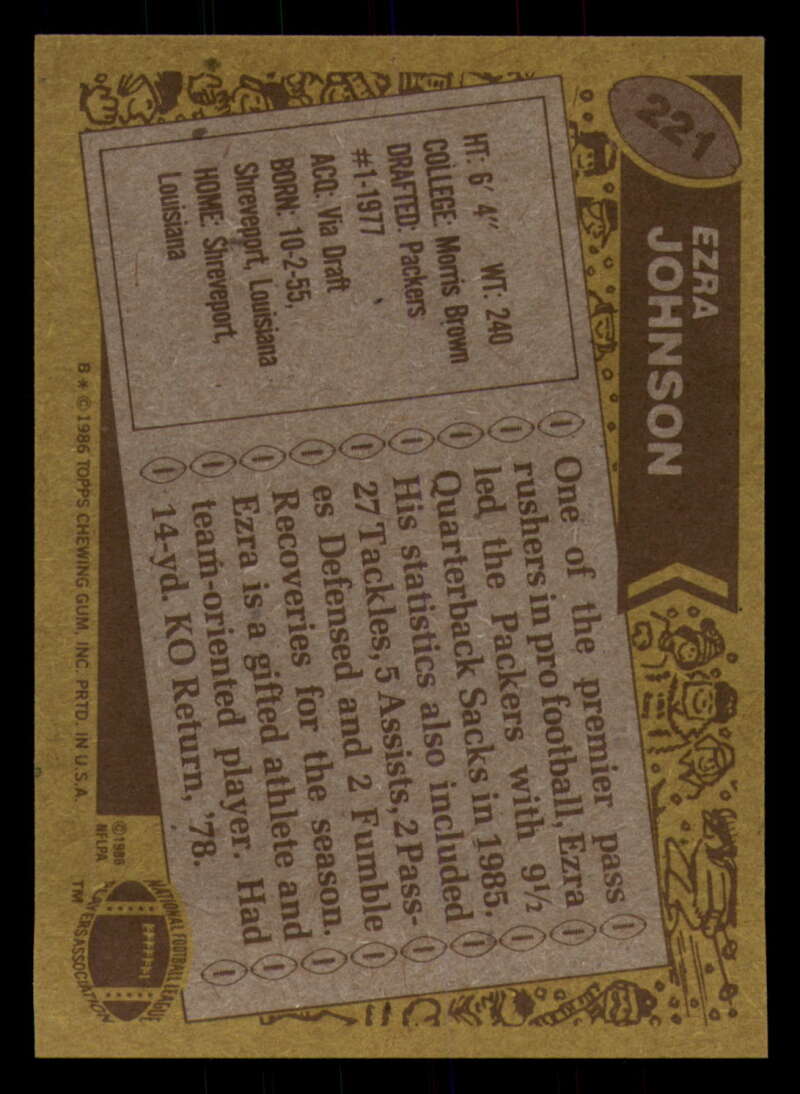 221
EZRA
JOHNSON
HT: 6′ 4″ WT: 240
COLLEGE: Morris Brown
DRAFTED: Packers
#1-1977
ACQ: Via Draft
BORN: 10-2-55,
Shreveport, Louisiana
HOME: Shreveport,
Louisiana
One of the premier pass
rushers in pro football, Ezra
led the Packers with 9½
Quarterback Sacks in 1985.
His statistics also included
27 Tackles, 5 Assists, 2 Pass-
es Defensed and 2 Fumble
Recoveries for the season.
Ezra is a gifted athlete and
team-oriented player. Had
14-yd. KO Return, '78.
B * © 1986 TOPPS CHEWING GUM, INC. PRTD. IN U.S.A.
© 1986
NFLPA
NATIONAL FOOTBALL LEAGUE
PLAYERS ASSOCIATION
TM